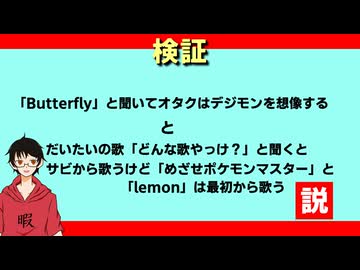 検証
「Butterfly」と聞いてオタクはデジモンを想像する
と
だいたいの歌「どんな歌やっけ？」と聞くと
サビから歌うけど「めざせポケモンマスター」と
「lemon」は最初から歌う
説
暇